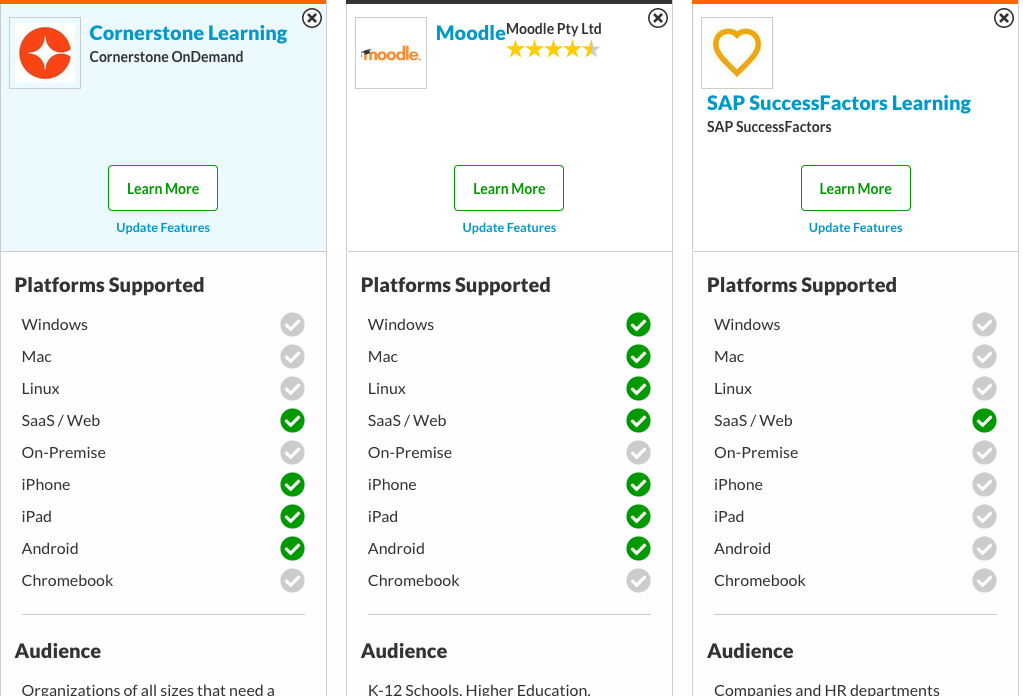 Cornerstone Learning
Cornerstone OnDemand
Learn More
Update Features
Platforms Supported
Windows
Mac
Linux
SaaS / Web
On-Premise
iPhone
iPad
Android
Chromebook
Audience
Organizations of all sizes that need a
moodle
Moodle
Moodle Pty Ltd
Learn More
Update Features
Platforms Supported
Windows
Mac
Linux
SaaS / Web
On-Premise
iPhone
iPad
Android
Chromebook
Audience
K-12 Schools, Higher Education,
SAP SuccessFactors Learning
SAP SuccessFactors
Learn More
Update Features
Platforms Supported
Windows
Mac
Linux
SaaS / Web
On-Premise
iPhone
iPad
Android
Chromebook
Audience
Companies and HR departments